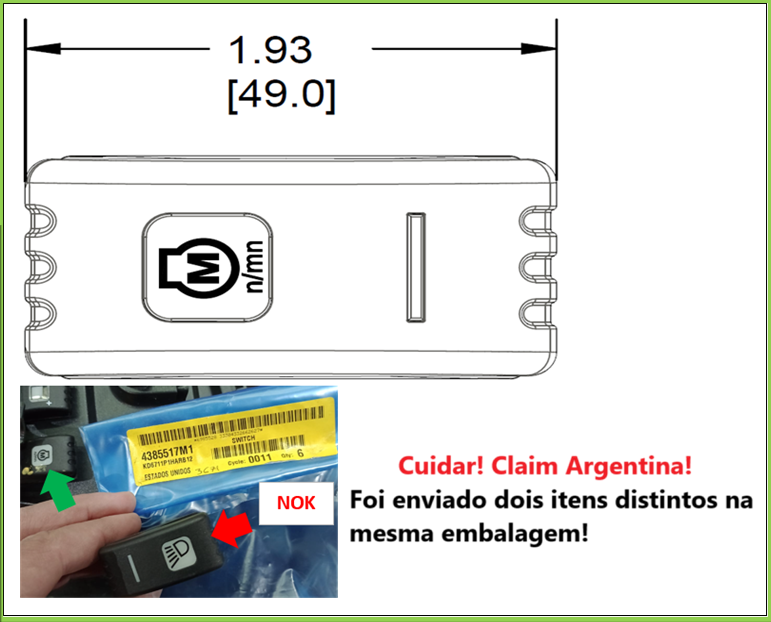 1.93
[49.0]
M
n/mn
4385517M1
SWITCH
ESTADOS UNIDOS
Cycle 0011 Qty. 6
NOK
Cuidar! Claim Argentina!
Foi enviado dois itens distintos na
mesma embalagem!